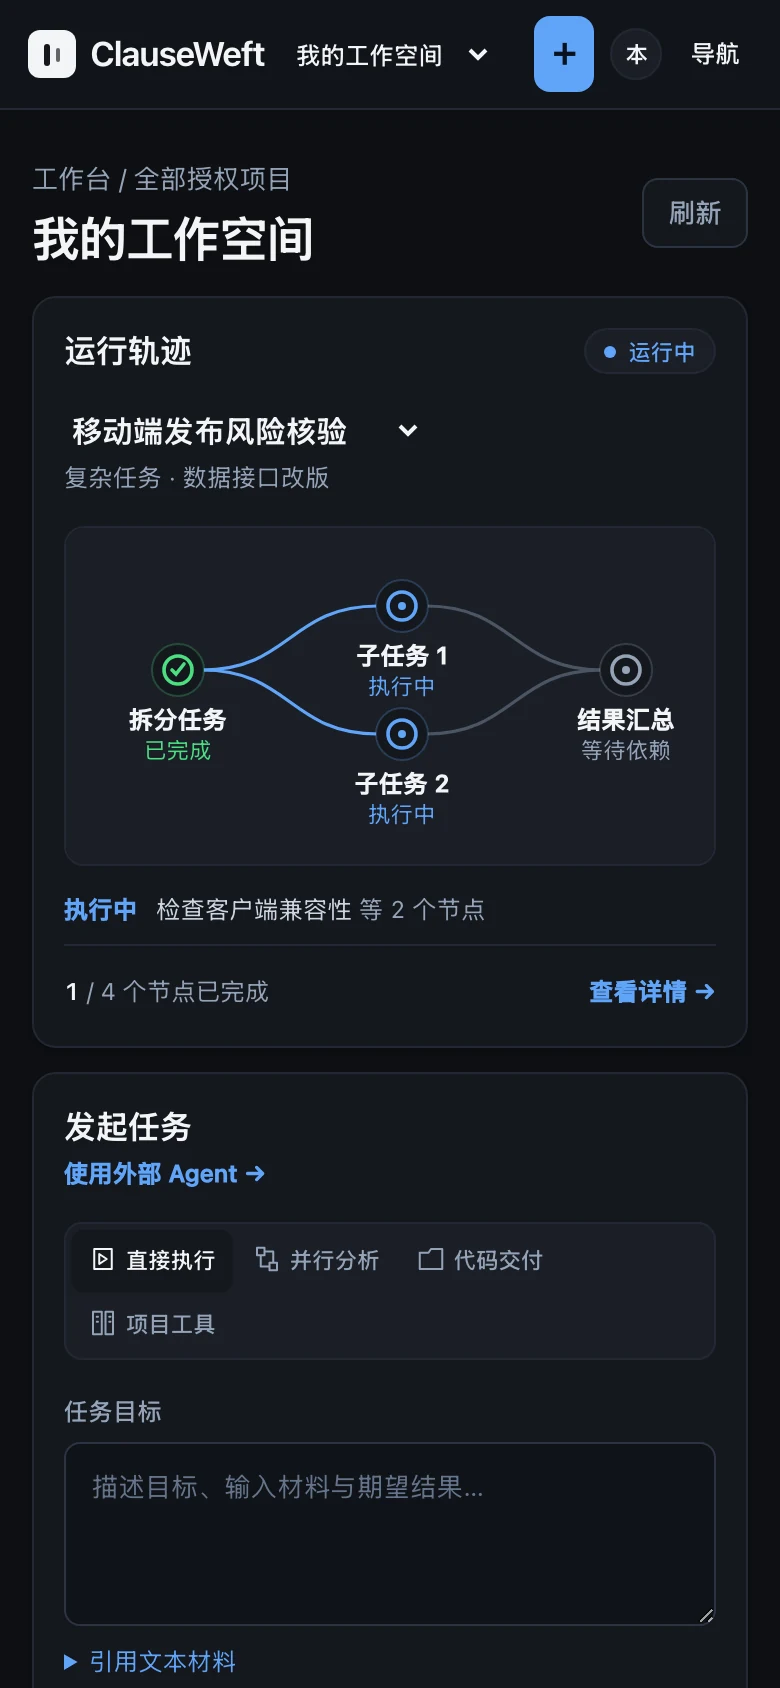 ClauseWeft 我的工作空间 + 本 导航
工作台 / 全部授权项目
我的工作空间
刷新
运行轨迹
运行中
移动端发布风险核验
复杂任务 · 数据接口改版
子任务 1
执行中
拆分任务
已完成
结果汇总
等待依赖
子任务 2
执行中
执行中 检查客户端兼容性 等 2 个节点
1 / 4 个节点已完成
查看详情 →
发起任务
使用外部 Agent →
直接执行 并行分析 代码交付
项目工具
任务目标
描述目标、输入材料与期望结果...
▶ 引用文本材料